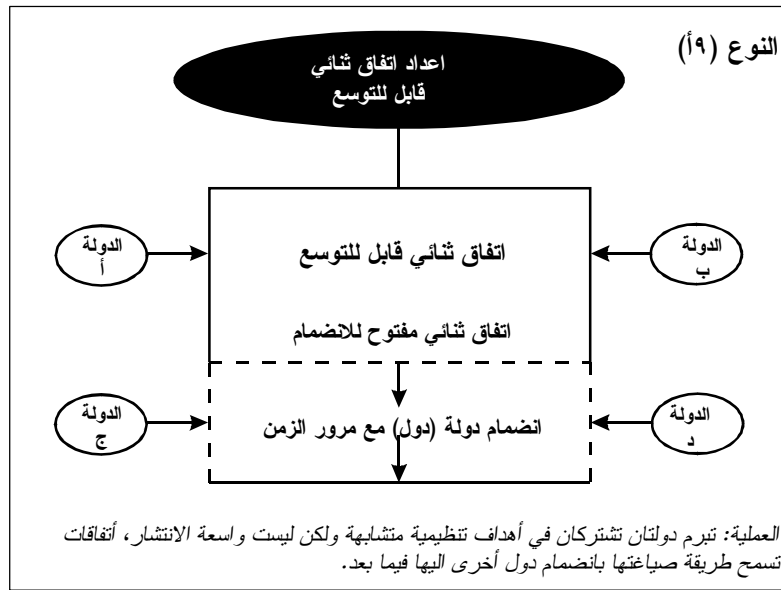 النوع (٩أ)
اعداد اتفاق ثنائي
قابل للتوسع
الدولة
أ
اتفاق ثنائي قابل للتوسع
الدولة
ب
اتفاق ثنائي مفتوح للانضمام
الدولة
ج
انضمام دولة (دول) مع مرور الزمن
الدولة
د
العملية: تبرم دولتان تشتركان في أهداف تنظيمية متشابهة ولكن ليست واسعة الانتشار، أتفاقات
تسمح طريقة صياغتها بانضمام دول أخرى اليها فيما بعد.